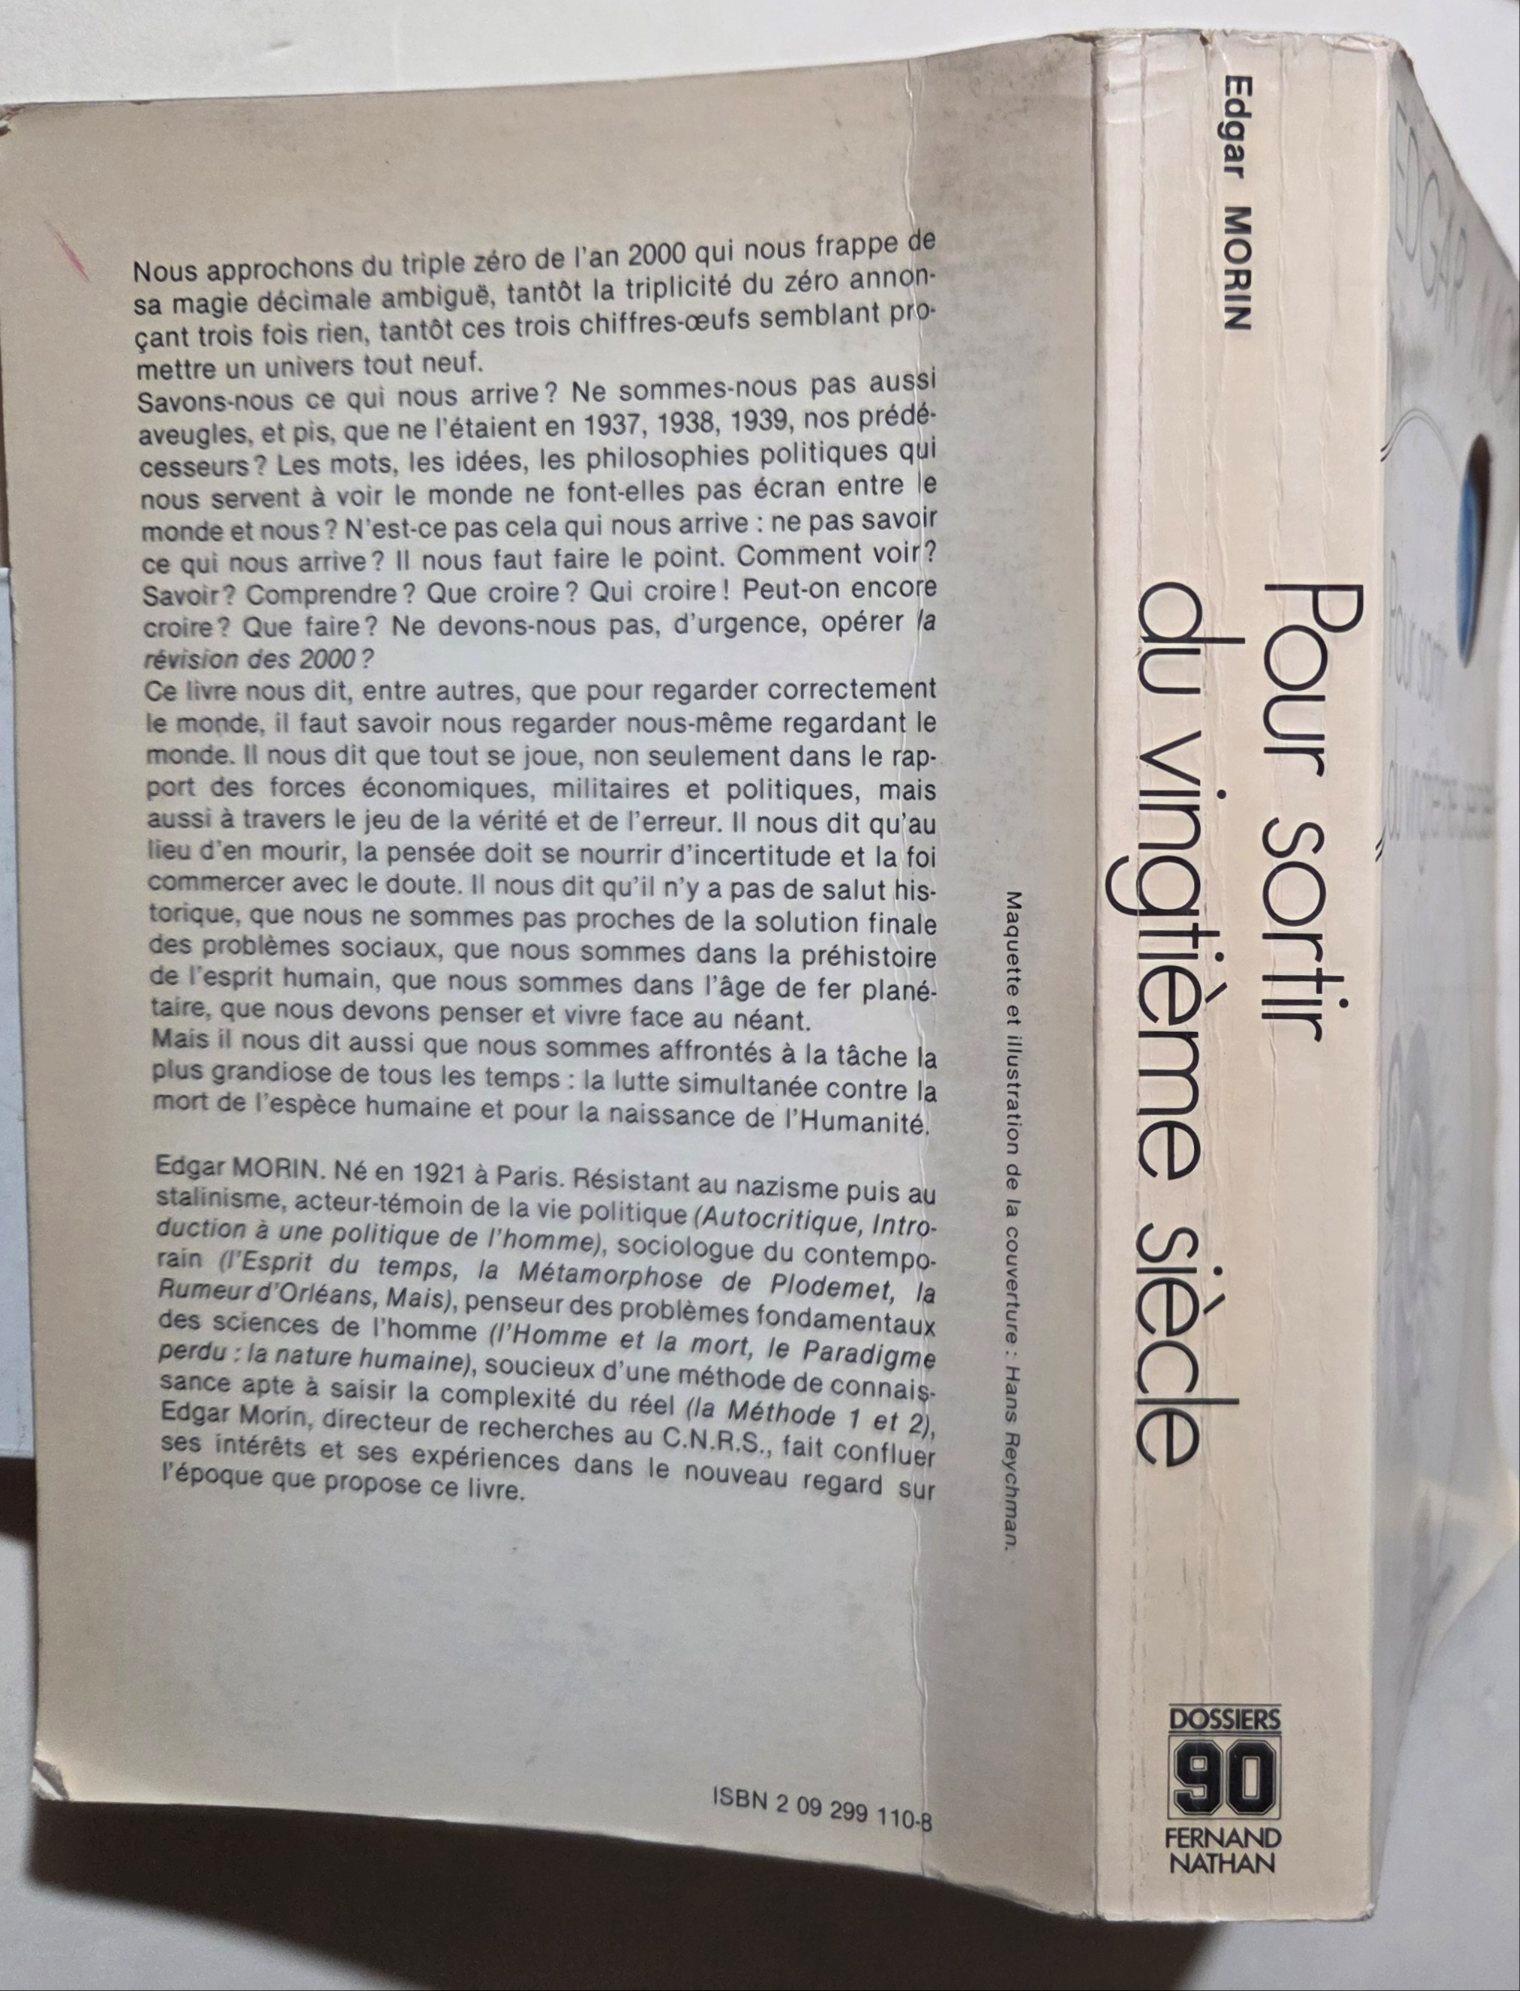 Nous approchons du triple zéro de l'an 2000 qui nous frappe de
sa magie décimale ambiguë, tantôt la triplicité du zéro annon-
çant trois fois rien, tantôt ces trois chiffres-œufs semblant pro-
mettre un univers tout neuf.
Savons-nous ce qui nous arrive ? Ne sommes-nous pas aussi
aveugles, et pis, que ne l'étaient en 1937, 1938, 1939, nos prédé-
cesseurs ? Les mots, les idées, les philosophies politiques qui
nous servent à voir le monde ne font-elles pas écran entre le
monde et nous ? N'est-ce pas cela qui nous arrive : ne pas savoir
ce qui nous arrive ? Il nous faut faire le point. Comment voir ?
Savoir ? Comprendre ? Que croire ? Qui croire ! Peut-on encore
croire ? Que faire ? Ne devons-nous pas, d'urgence, opérer la
révision des 2000 ?
Ce livre nous dit, entre autres, que pour regarder correctement
le monde, il faut savoir nous regarder nous-même regardant le
monde. Il nous dit que tout se joue, non seulement dans le rap-
port des forces économiques, militaires et politiques, mais
aussi à travers le jeu de la vérité et de l'erreur. Il nous dit qu'au
lieu d'en mourir, la pensée doit se nourrir d'incertitude et la foi
commercer avec le doute. Il nous dit qu'il n'y a pas de salut his-
torique, que nous ne sommes pas proches de la solution finale
des problèmes sociaux, que nous sommes dans la préhistoire
de l'esprit humain, que nous sommes dans l'âge de fer plané-
taire, que nous devons penser et vivre face au néant.
Mais il nous dit aussi que nous sommes affrontés à la tâche la
plus grandiose de tous les temps : la lutte simultanée contre la
mort de l'espèce humaine et pour la naissance de l'Humanité.
Edgar MORIN. Né en 1921 à Paris. Résistant au nazisme puis au
stalinisme, acteur-témoin de la vie politique (Autocritique, Intro-
duction à une politique de l'homme), sociologue du contempo-
rain (l'Esprit du temps, la Métamorphose de Plodemet, la
Rumeur d'Orléans, Mais), penseur des problèmes fondamentaux
des sciences de l'homme (l'Homme et la mort, le Paradigme
perdu : la nature humaine), soucieux d'une méthode de connais-
sance apte à saisir la complexité du réel (la Méthode 1 et 2),
Edgar Morin, directeur de recherches au C.N.R.S., fait confluer
ses intérêts et ses expériences dans le nouveau regard sur
l'époque que propose ce livre.
ISBN 2 09 299 110-8
Maquette et illustration de la couverture : Hans Reychman.
Edgar MORIN
Pour sortir
du vingtième siècle
DOSSIERS
90
FERNAND
NATHAN
EDGAR